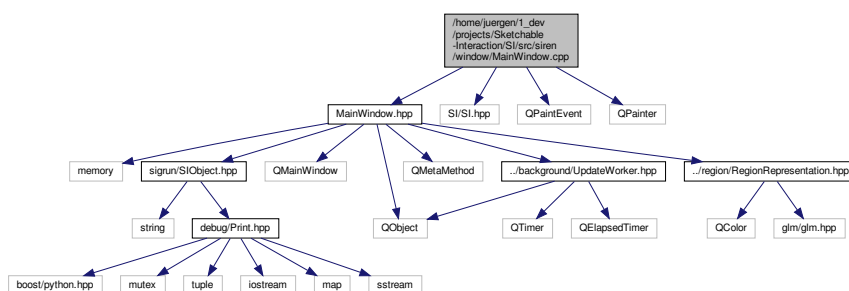 /home/juergen/1_dev
/projects/Sketchable
-Interaction/SI/src/siren
/window/MainWindow.cpp
MainWindow.hpp
SI/SI.hpp
QPaintEvent
QPainter
memory
sigrun/SIObject.hpp
QMainWindow
QMetaMethod
../background/UpdateWorker.hpp
../region/RegionRepresentation.hpp
string
debug/Print.hpp
QObject
QTimer
QElapsedTimer
QColor
glm/glm.hpp
boost/python.hpp
mutex
tuple
iostream
map
sstream